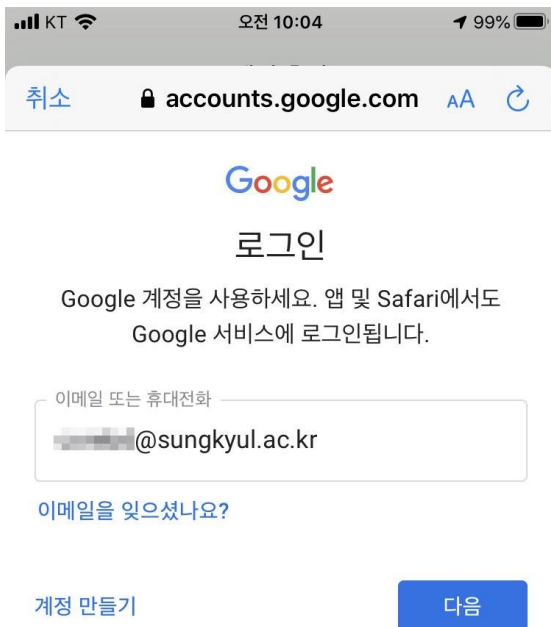 KT 오전 10:04 99%
취소 accounts.google.com AA
Google
로그인
Google 계정을 사용하세요. 앱 및 Safari에서도
Google 서비스에 로그인됩니다.
이메일 또는 휴대전화
@sungkyul.ac.kr
이메일을 잊으셨나요?
계정 만들기 다음